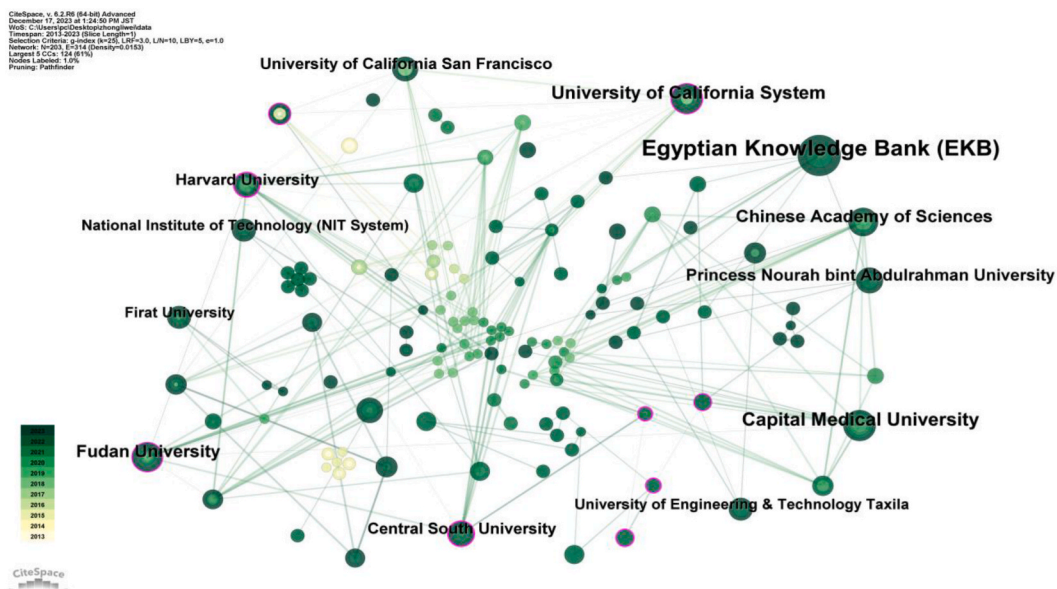 CiteSpace, v. 6.2.R6 (64-bit) Advanced
December 17, 2023 at 1:24:50 PM JST
WoS: C:\Users\pc\Desktop\zhongliwei\data
Timespan: 2013-2023 (Slice Length=1)
Selection Criteria: g-index (k=25), LRF=3.0, L/N=10, LBY=5, e=1.0
Network: N=203, E=314 (Density=0.0153)
Largest 5 CCs: 124 (61%)
Nodes Labeled: 1.0%
Pruning: Pathfinder
University of California San Francisco
University of California System
Egyptian Knowledge Bank (EKB)
Harvard University
Chinese Academy of Sciences
National Institute of Technology (NIT System)
Princess Nourah bint Abdulrahman University
Firat University
Capital Medical University
Fudan University
University of Engineering & Technology Taxila
Central South University
2023
2022
2021
2020
2019
2018
2017
2016
2015
2014
2013
CiteSpace